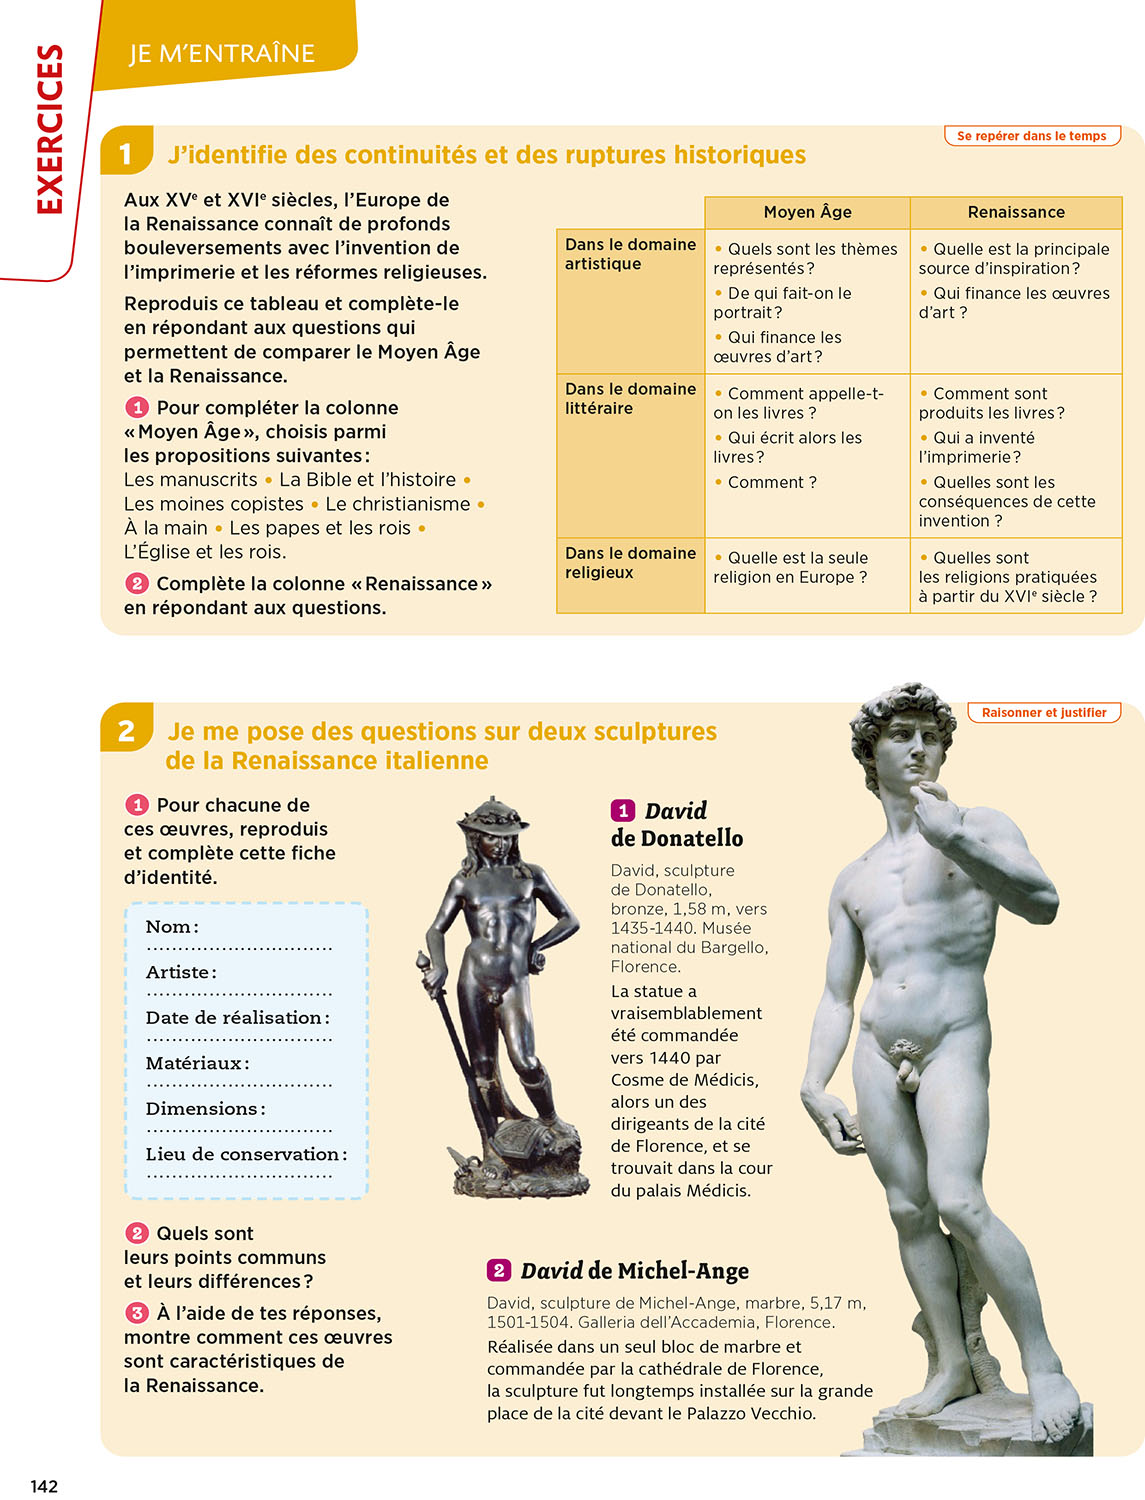 EXERCICES
JE M'ENTRAÎNE
Se repérer dans le temps
1 J'identifie des continuités et des ruptures historiques
Aux XVe et XVIe siècles, l'Europe de
la Renaissance connaît de profonds
bouleversements avec l'invention de
l'imprimerie et les réformes religieuses.
Reproduis ce tableau et complète-le
en répondant aux questions qui
permettent de comparer le Moyen Âge
et la Renaissance.
1 Pour compléter la colonne
« Moyen Âge », choisis parmi
les propositions suivantes :
Les manuscrits • La Bible et l'histoire •
Les moines copistes • Le christianisme •
À la main • Les papes et les rois •
L'Église et les rois.
2 Complète la colonne « Renaissance »
en répondant aux questions.
Moyen Âge
Renaissance
Dans le domaine
artistique
• Quels sont les thèmes
représentés ?
• De qui fait-on le
portrait ?
• Qui finance les
œuvres d'art ?
• Quelle est la principale
source d'inspiration ?
• Qui finance les œuvres
d'art ?
Dans le domaine
littéraire
• Comment appelle-t-
on les livres ?
• Qui écrit alors les
livres ?
• Comment ?
• Comment sont
produits les livres ?
• Qui a inventé
l'imprimerie ?
• Quelles sont les
conséquences de cette
invention ?
Dans le domaine
religieux
• Quelle est la seule
religion en Europe ?
• Quelles sont
les religions pratiquées
à partir du XVIe siècle ?
Raisonner et justifier
2 Je me pose des questions sur deux sculptures
de la Renaissance italienne
1 Pour chacune de
ces œuvres, reproduis
et complète cette fiche
d'identité.
Nom :
..............................
Artiste :
..............................
Date de réalisation :
..............................
Matériaux :
..............................
Dimensions :
..............................
Lieu de conservation :
..............................
2 Quels sont
leurs points communs
et leurs différences ?
3 À l'aide de tes réponses,
montre comment ces œuvres
sont caractéristiques de
la Renaissance.
1 David
de Donatello
David, sculpture
de Donatello,
bronze, 1,58 m, vers
1435-1440. Musée
national du Bargello,
Florence.
La statue a
vraisemblablement
été commandée
vers 1440 par
Cosme de Médicis,
alors un des
dirigeants de la cité
de Florence, et se
trouvait dans la cour
du palais Médicis.
2 David de Michel-Ange
David, sculpture de Michel-Ange, marbre, 5,17 m,
1501-1504. Galleria dell'Accademia, Florence.
Réalisée dans un seul bloc de marbre et
commandée par la cathédrale de Florence,
la sculpture fut longtemps installée sur la grande
place de la cité devant le Palazzo Vecchio.
142